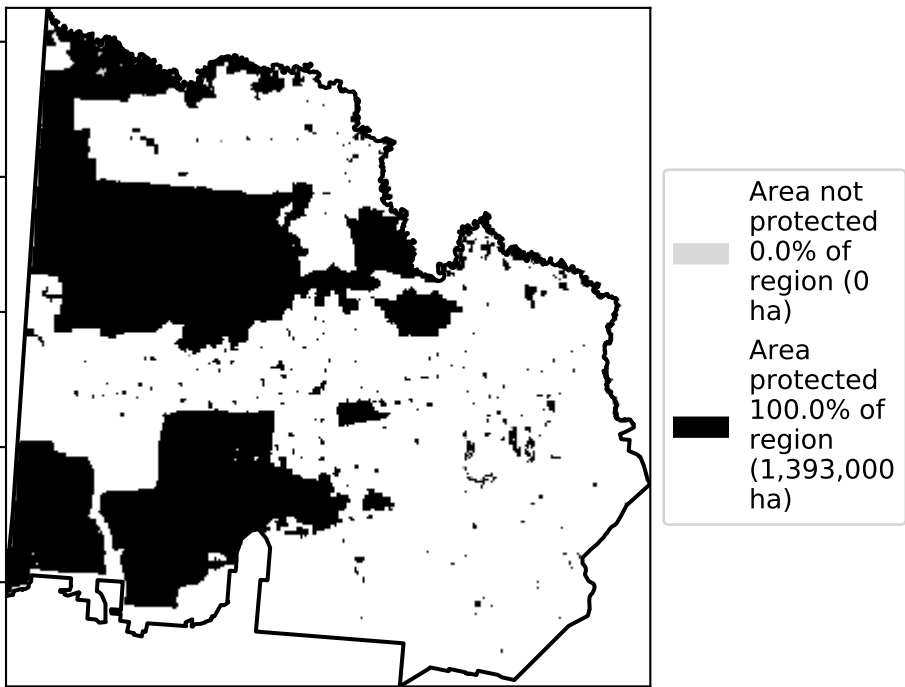 Area not
protected
0.0% of
region (0
ha)
Area
protected
100.0% of
region
(1,393,000
ha)